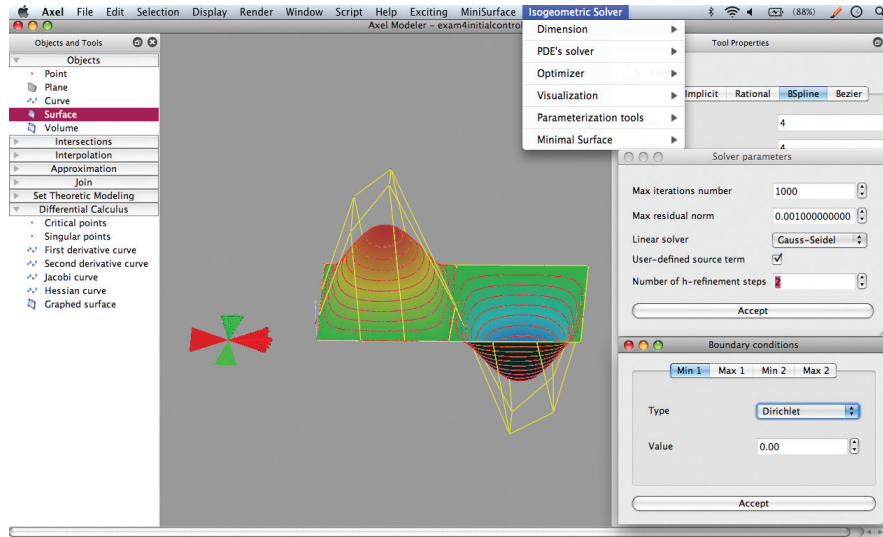 Axel File Edit Selection Display Render Window Script Help Exciting MiniSurface Isogeometric Solver (88%)
Axel Modeler – exam4initialcontrol
Objects and Tools
Objects
Point
Plane
Curve
Surface
Volume
Intersections
Interpolation
Approximation
Join
Set Theoretic Modeling
Differential Calculus
Critical points
Singular points
First derivative curve
Second derivative curve
Jacobi curve
Hessian curve
Graphed surface
Dimension
PDE's solver
Optimizer
Visualization
Parameterization tools
Minimal Surface
Tool Properties
Implicit Rational BSpline Bezier
4
4
Solver parameters
Max iterations number 1000
Max residual norm 0.001000000000
Linear solver Gauss-Seidel
User-defined source term
Number of h-refinement steps 2
Accept
Boundary conditions
Min 1 Max 1 Min 2 Max 2
Type Dirichlet
Value 0.00
Accept